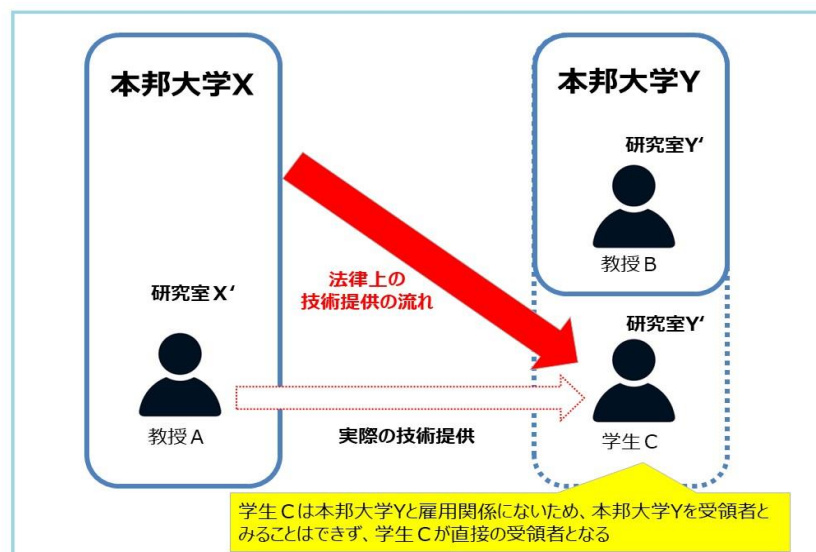 本邦大学X
本邦大学Y
研究室Y‘
教授B
法律上の
技術提供の流れ
研究室X‘
研究室Y‘
教授A
実際の技術提供
学生C
学生Cは本邦大学Yと雇用関係にないため、本邦大学Yを受領者と
みることはできず、学生Cが直接の受領者となる